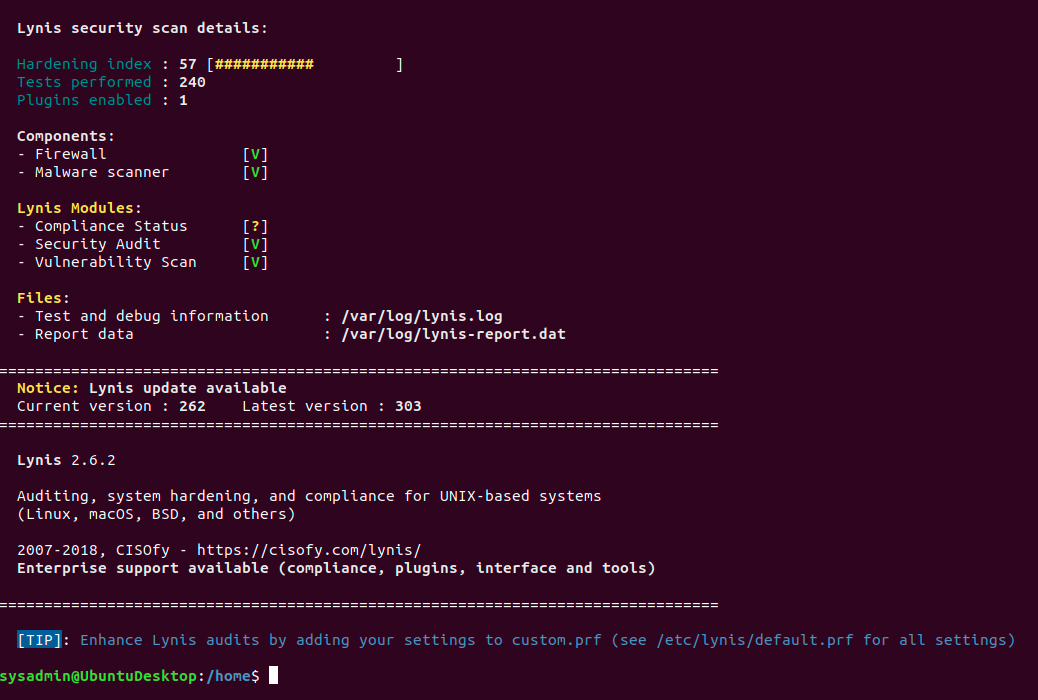 Lynis security scan details:
Hardening index : 57 [###########         ]
Tests performed : 240
Plugins enabled : 1
Components:
- Firewall               [V]
- Malware scanner        [V]
Lynis Modules:
- Compliance Status      [?]
- Security Audit         [V]
- Vulnerability Scan     [V]
Files:
- Test and debug information      : /var/log/lynis.log
- Report data                     : /var/log/lynis-report.dat
================================================================================
Notice: Lynis update available
Current version : 262    Latest version : 303
================================================================================
Lynis 2.6.2
Auditing, system hardening, and compliance for UNIX-based systems
(Linux, macOS, BSD, and others)
2007-2018, CISOfy - https://cisofy.com/lynis/
Enterprise support available (compliance, plugins, interface and tools)
================================================================================
[TIP]: Enhance Lynis audits by adding your settings to custom.prf (see /etc/lynis/default.prf for all settings)
sysadmin@UbuntuDesktop:/home$